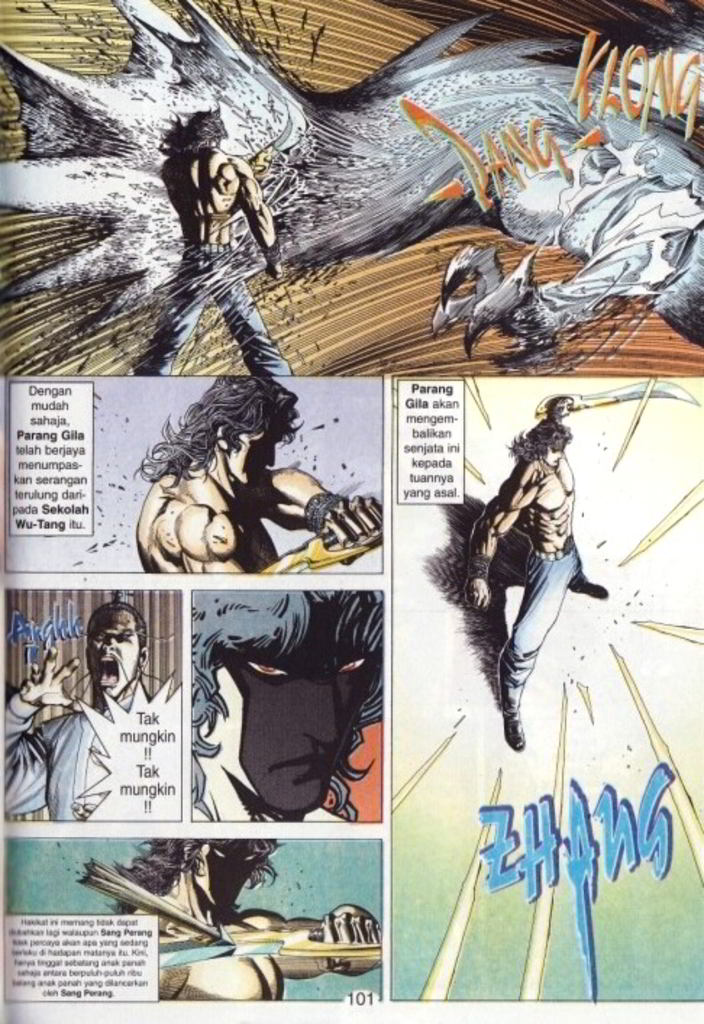 KLONG
DANG
Dengan
mudah
sahaja,
Parang Gila
telah berjaya
menumpas-
kan serangan
terulung dari-
pada Sekolah
Wu-Tang itu.
Parang
Gila akan
mengem-
balikan
senjata ini
kepada
tuannya
yang asal.
Tak
mungkin
!!
Tak
mungkin
!!
ZHANG
Hakikat ini memang tidak dapat
diubahkan lagi walaupun Sang Perang
tidak percaya akan apa yang sedang
berlaku di hadapan matanya itu. Kini,
hanya tinggal sebatang anak panah
sahaja antara berpuluh-puluh ribu
batang anak panah yang dilancarkan
oleh Sang Perang.
101